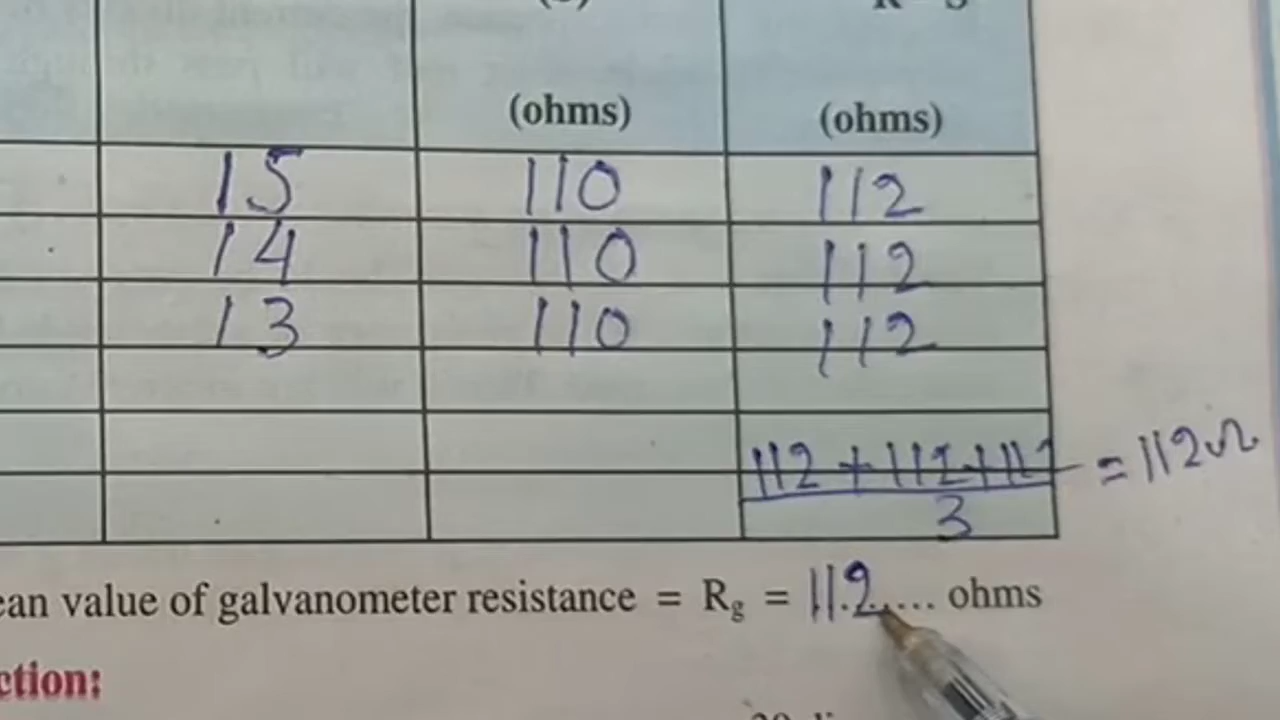 (ohms) (ohms)
15 110 112
14 110 112
13 110 112
112 + 112 + 112 = 112 Ω
3
ean value of galvanometer resistance = Rg = 112.... ohms
ction: